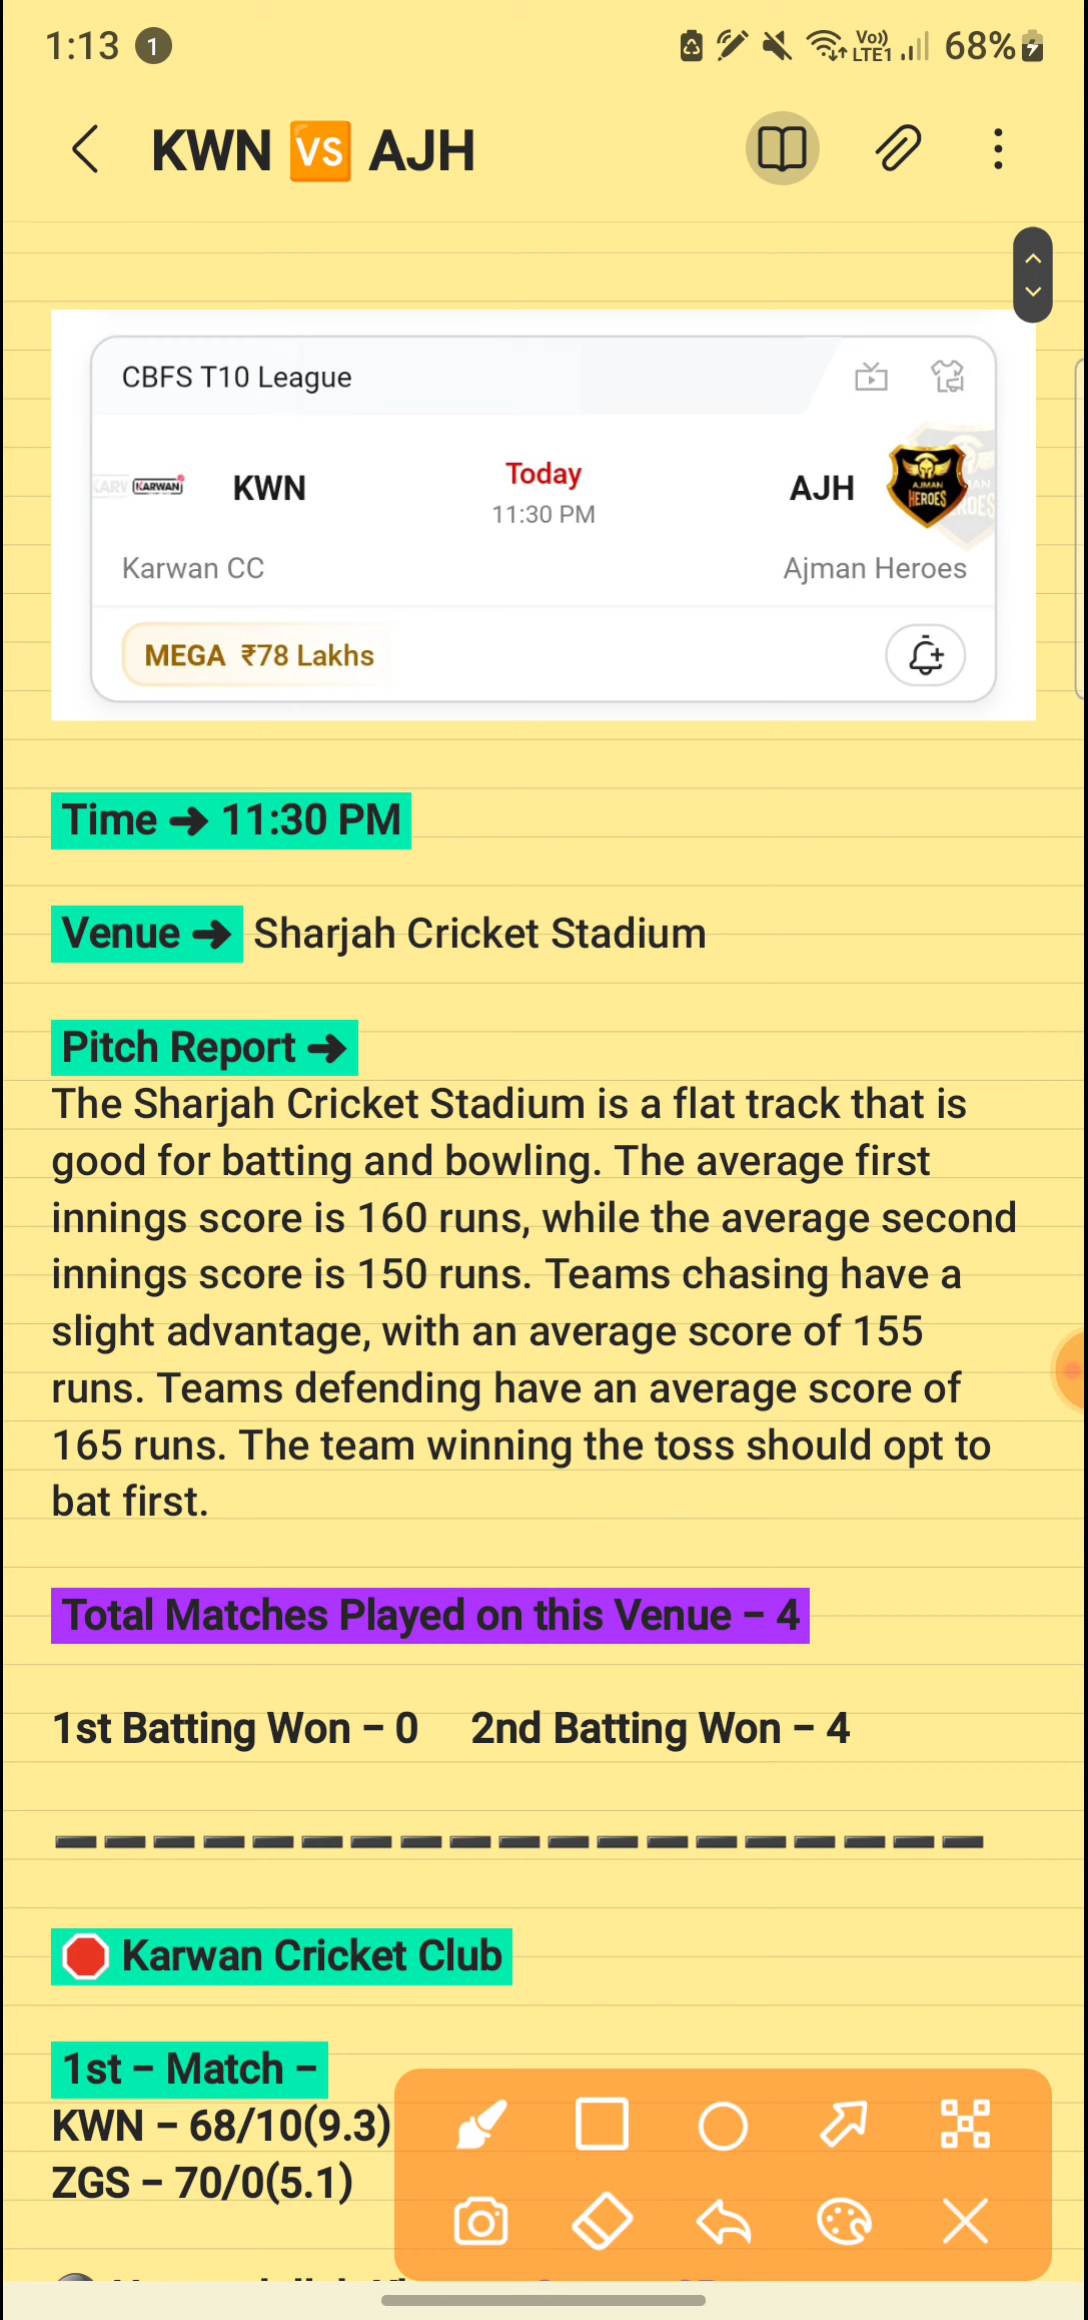 1:13 1 Vo)) LTE1 68%
KWN VS AJH
CBFS T10 League
KARWAN KWN Today AJH AJMAN HEROES
11:30 PM
Karwan CC Ajman Heroes
MEGA ₹78 Lakhs
Time ➔ 11:30 PM
Venue ➔ Sharjah Cricket Stadium
Pitch Report ➔
The Sharjah Cricket Stadium is a flat track that is
good for batting and bowling. The average first
innings score is 160 runs, while the average second
innings score is 150 runs. Teams chasing have a
slight advantage, with an average score of 155
runs. Teams defending have an average score of
165 runs. The team winning the toss should opt to
bat first.
Total Matches Played on this Venue – 4
1st Batting Won – 0 2nd Batting Won – 4
Karwan Cricket Club
1st – Match –
KWN – 68/10(9.3)
ZGS – 70/0(5.1)